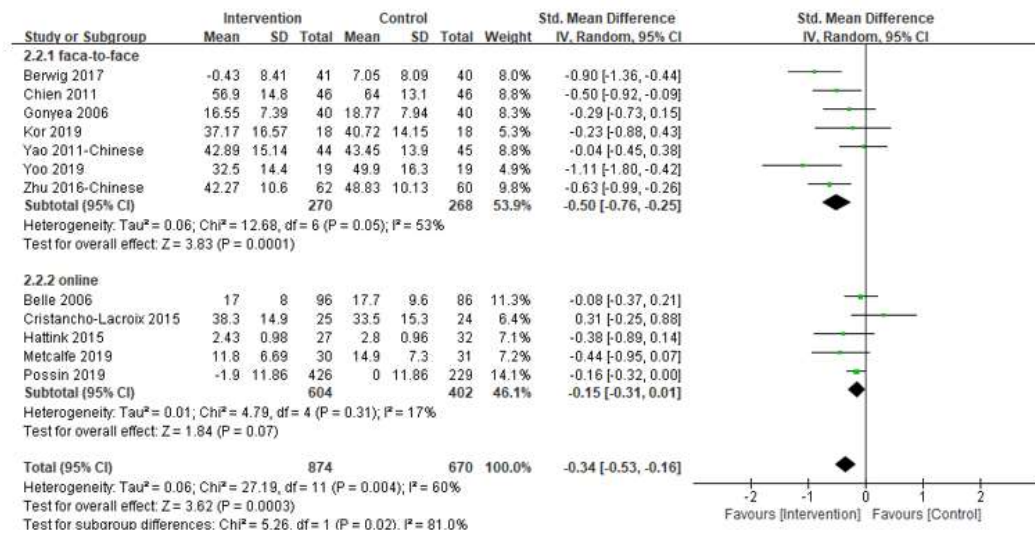 Intervention Control Std. Mean Difference Std. Mean Difference
Study or Subgroup Mean SD Total Mean SD Total Weight IV, Random, 95% CI IV, Random, 95% CI
2.2.1 faca-to-face
Berwig 2017 -0.43 8.41 41 7.05 8.09 40 8.0% -0.90 [-1.36, -0.44]
Chien 2011 56.9 14.8 46 64 13.1 46 8.8% -0.50 [-0.92, -0.09]
Gonyea 2006 16.55 7.39 40 18.77 7.94 40 8.6% -0.29 [-0.73, 0.15]
Kor 2019 37.17 16.57 18 40.72 14.15 18 5.3% -0.23 [-0.88, 0.43]
Yao 2011-Chinese 42.89 15.14 44 43.45 13.9 45 8.7% -0.04 [-0.45, 0.38]
Yoo 2019 32.5 14.4 19 49.9 16.3 19 4.9% -1.11 [-1.80, -0.42]
Zhu 2016-Chinese 42.27 10.6 62 48.83 10.13 60 9.8% -0.63 [-0.99, -0.26]
Subtotal (95% CI) 270 268 53.9% -0.50 [-0.76, -0.25]
Heterogeneity: Tau² = 0.06; Chi² = 12.68, df = 6 (P = 0.05); I² = 53%
Test for overall effect: Z = 3.83 (P = 0.0001)
2.2.2 online
Belle 2006 17 8 96 17.7 9.6 86 11.3% -0.08 [-0.37, 0.21]
Cristancho-Lacroix 2015 38.3 14.9 25 33.5 15.3 24 6.4% 0.31 [-0.25, 0.88]
Hattink 2015 2.43 0.98 27 2.8 0.96 32 7.1% -0.38 [-0.89, 0.14]
Metcalfe 2019 11.8 6.69 30 14.9 7.3 31 7.2% -0.44 [-0.95, 0.07]
Possin 2019 -1.9 11.86 426 0 11.86 229 14.1% -0.16 [-0.32, 0.00]
Subtotal (95% CI) 604 402 46.1% -0.15 [-0.31, 0.01]
Heterogeneity: Tau² = 0.01; Chi² = 4.79, df = 4 (P = 0.31); I² = 17%
Test for overall effect: Z = 1.84 (P = 0.07)
Total (95% CI) 874 670 100.0% -0.34 [-0.53, -0.16]
Heterogeneity: Tau² = 0.06; Chi² = 27.19, df = 11 (P = 0.004); I² = 60%
Test for overall effect: Z = 3.62 (P = 0.0003)
Test for subgroup differences: Chi² = 5.26, df = 1 (P = 0.02), I² = 81.0%
-2 -1 0 1 2
Favours [Intervention] Favours [Control]